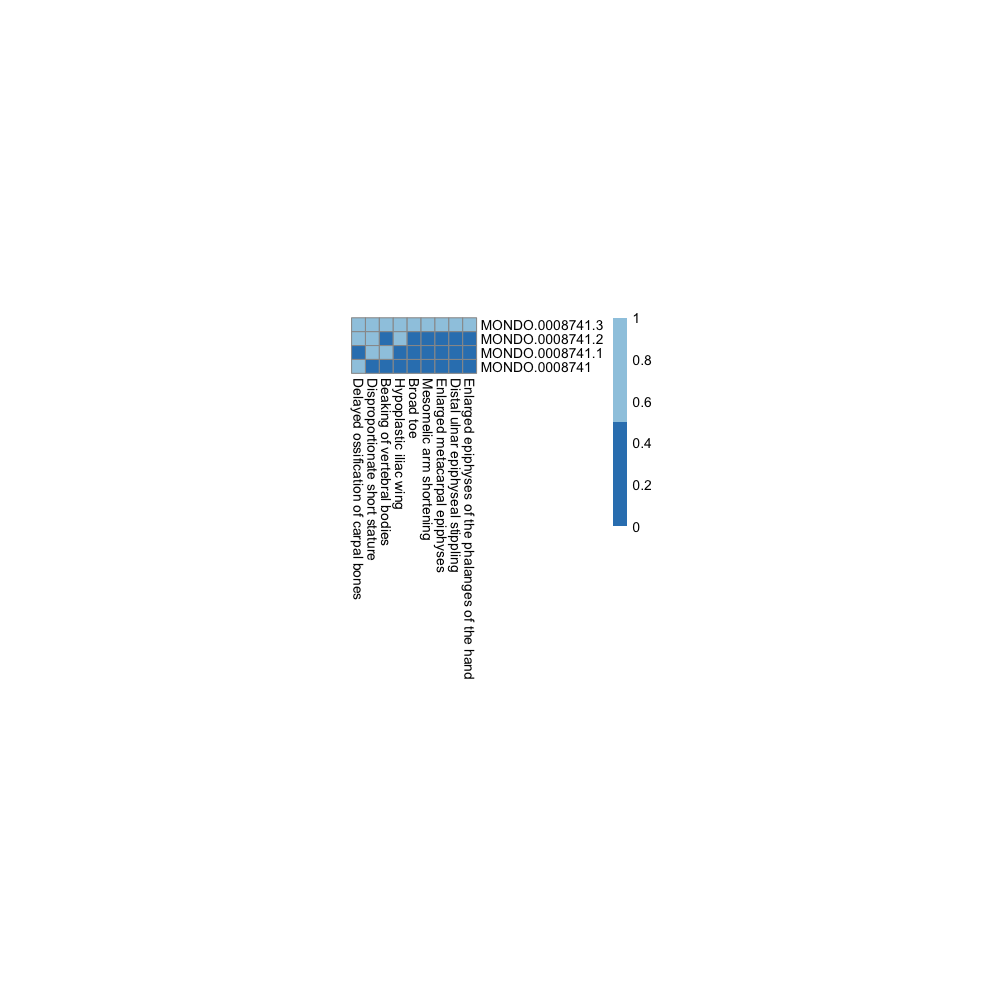 MONDO.0008741.3
MONDO.0008741.2
MONDO.0008741.1
MONDO.0008741
Delayed ossification of carpal bones
Disproportionate short stature
Beaking of vertebral bodies
Hypoplastic iliac wing
Broad toe
Mesomelic arm shortening
Enlarged metacarpal epiphyses
Distal ulnar epiphyseal stippling
Enlarged epiphyses of the phalanges of the hand
1
0.8
0.6
0.4
0.2
0